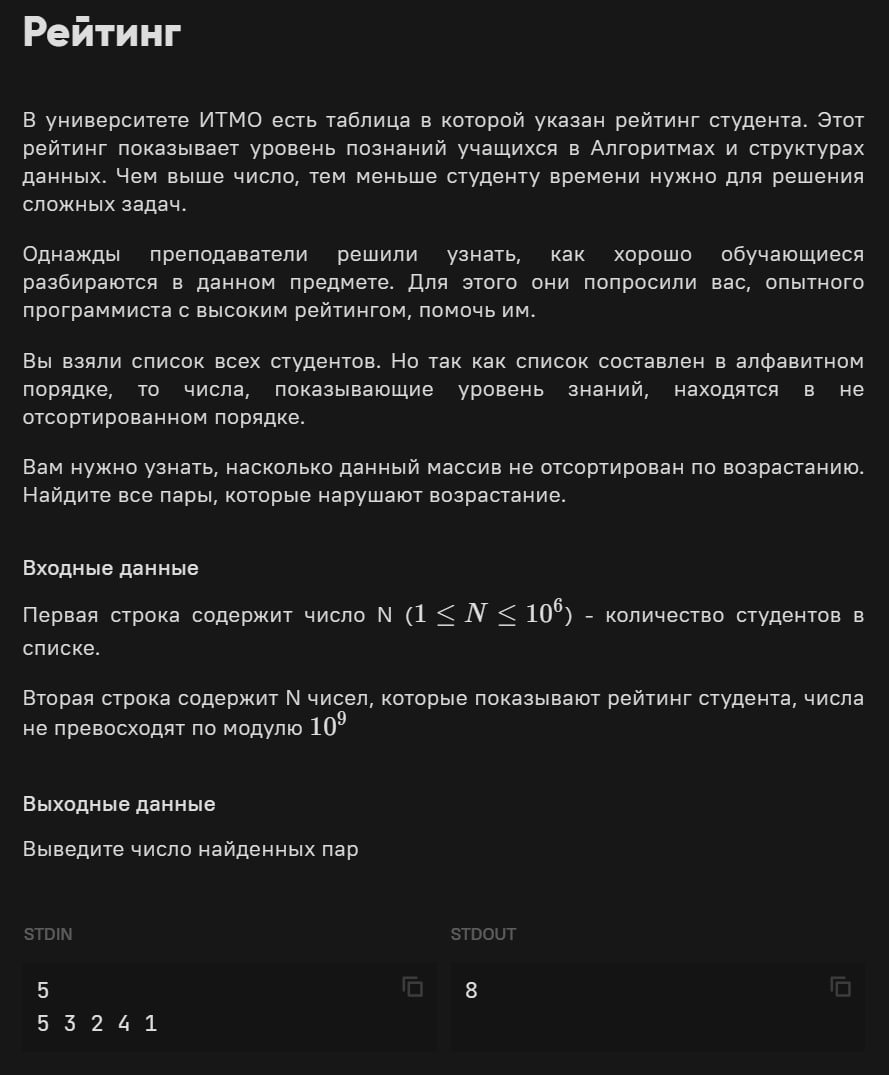 Рейтинг
В университете ИТМО есть таблица в которой указан рейтинг студента. Этот
рейтинг показывает уровень познаний учащихся в Алгоритмах и структурах
данных. Чем выше число, тем меньше студенту времени нужно для решения
сложных задач.
Однажды преподаватели решили узнать, как хорошо обучающиеся
разбираются в данном предмете. Для этого они попросили вас, опытного
программиста с высоким рейтингом, помочь им.
Вы взяли список всех студентов. Но так как список составлен в алфавитном
порядке, то числа, показывающие уровень знаний, находятся в не
отсортированном порядке.
Вам нужно узнать, насколько данный массив не отсортирован по возрастанию.
Найдите все пары, которые нарушают возрастание.
Входные данные
Первая строка содержит число N (1 ≤ N ≤ 10⁶) - количество студентов в
списке.
Вторая строка содержит N чисел, которые показывают рейтинг студента, числа
не превосходят по модулю 10⁹
Выходные данные
Выведите число найденных пар
STDIN
5
5 3 2 4 1
STDOUT
8